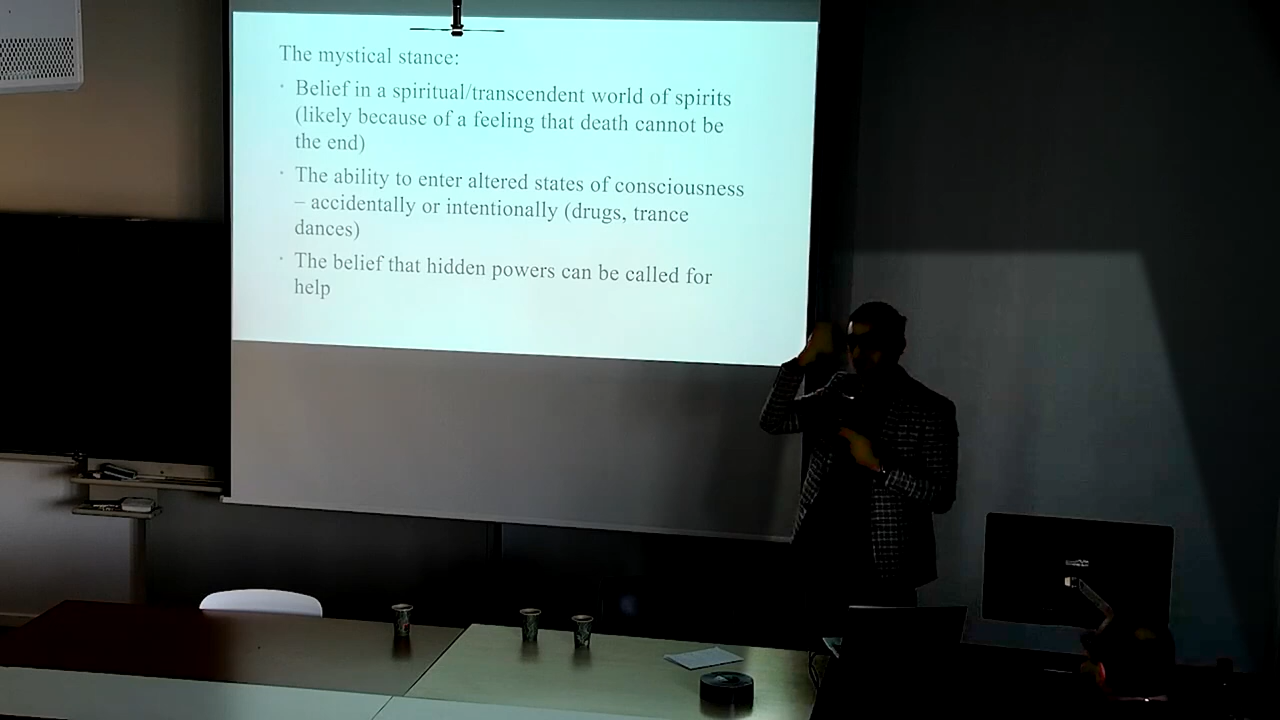 The mystical stance:
• Belief in a spiritual/transcendent world of spirits
(likely because of a feeling that death cannot be
the end)
• The ability to enter altered states of consciousness
– accidentally or intentionally (drugs, trance
dances)
• The belief that hidden powers can be called for
help